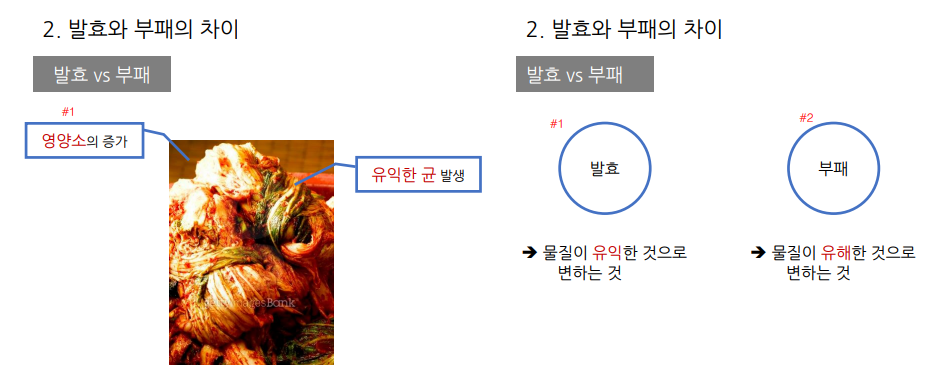 2. 발효와 부패의 차이
발효 vs 부패
#1
영양소의 증가
유익한 균 발생
2. 발효와 부패의 차이
발효 vs 부패
#1
발효
➔ 물질이 유익한 것으로
변하는 것
#2
부패
➔ 물질이 유해한 것으로
변하는 것